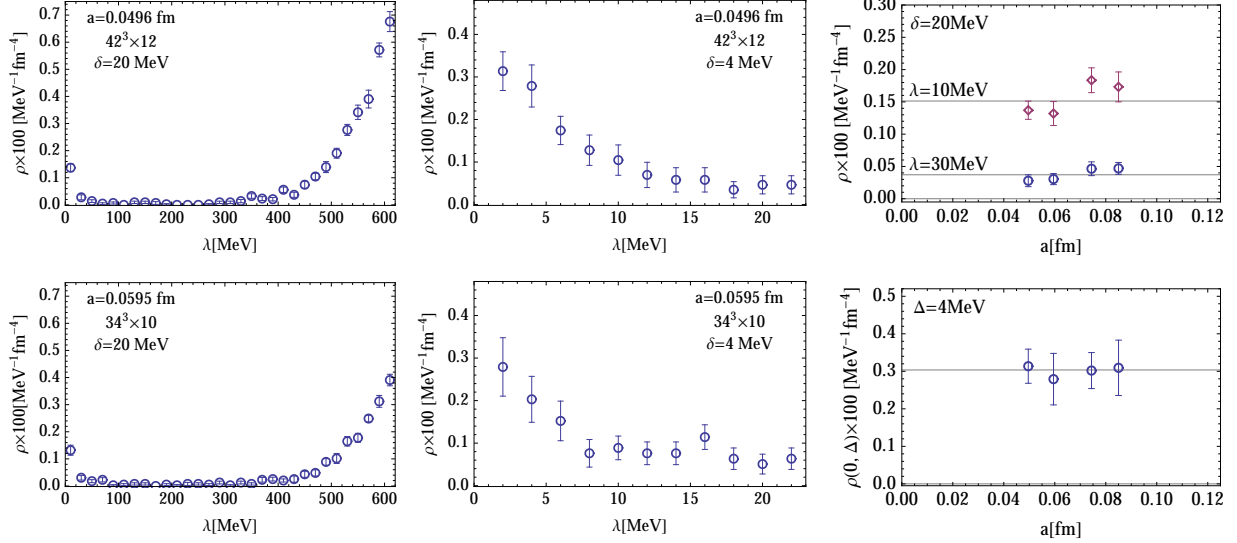 a=0.0496 fm
42³×12
δ=20 MeV
ρ×100 [MeV⁻¹fm⁻⁴]
0.7
0.6
0.5
0.4
0.3
0.2
0.1
0.0
0 100 200 300 400 500 600
λ[MeV]
a=0.0496 fm
42³×12
δ=4 MeV
ρ×100 [MeV⁻¹fm⁻⁴]
0.4
0.3
0.2
0.1
0.0
0 5 10 15 20
λ[MeV]
δ=20MeV
λ=10MeV
λ=30MeV
ρ×100 [MeV⁻¹fm⁻⁴]
0.30
0.25
0.20
0.15
0.10
0.05
0.00
0.00 0.02 0.04 0.06 0.08 0.10 0.12
a[fm]
a=0.0595 fm
34³×10
δ=20 MeV
ρ×100[MeV⁻¹fm⁻⁴]
0.7
0.6
0.5
0.4
0.3
0.2
0.1
0.0
0 100 200 300 400 500 600
λ[MeV]
a=0.0595 fm
34³×10
δ=4 MeV
ρ×100 [MeV⁻¹fm⁻⁴]
0.4
0.3
0.2
0.1
0.0
0 5 10 15 20
λ[MeV]
Δ=4MeV
ρ(0, Δ)×100 [MeV⁻¹fm⁻⁴]
0.5
0.4
0.3
0.2
0.1
0.0
0.00 0.02 0.04 0.06 0.08 0.10 0.12
a[fm]